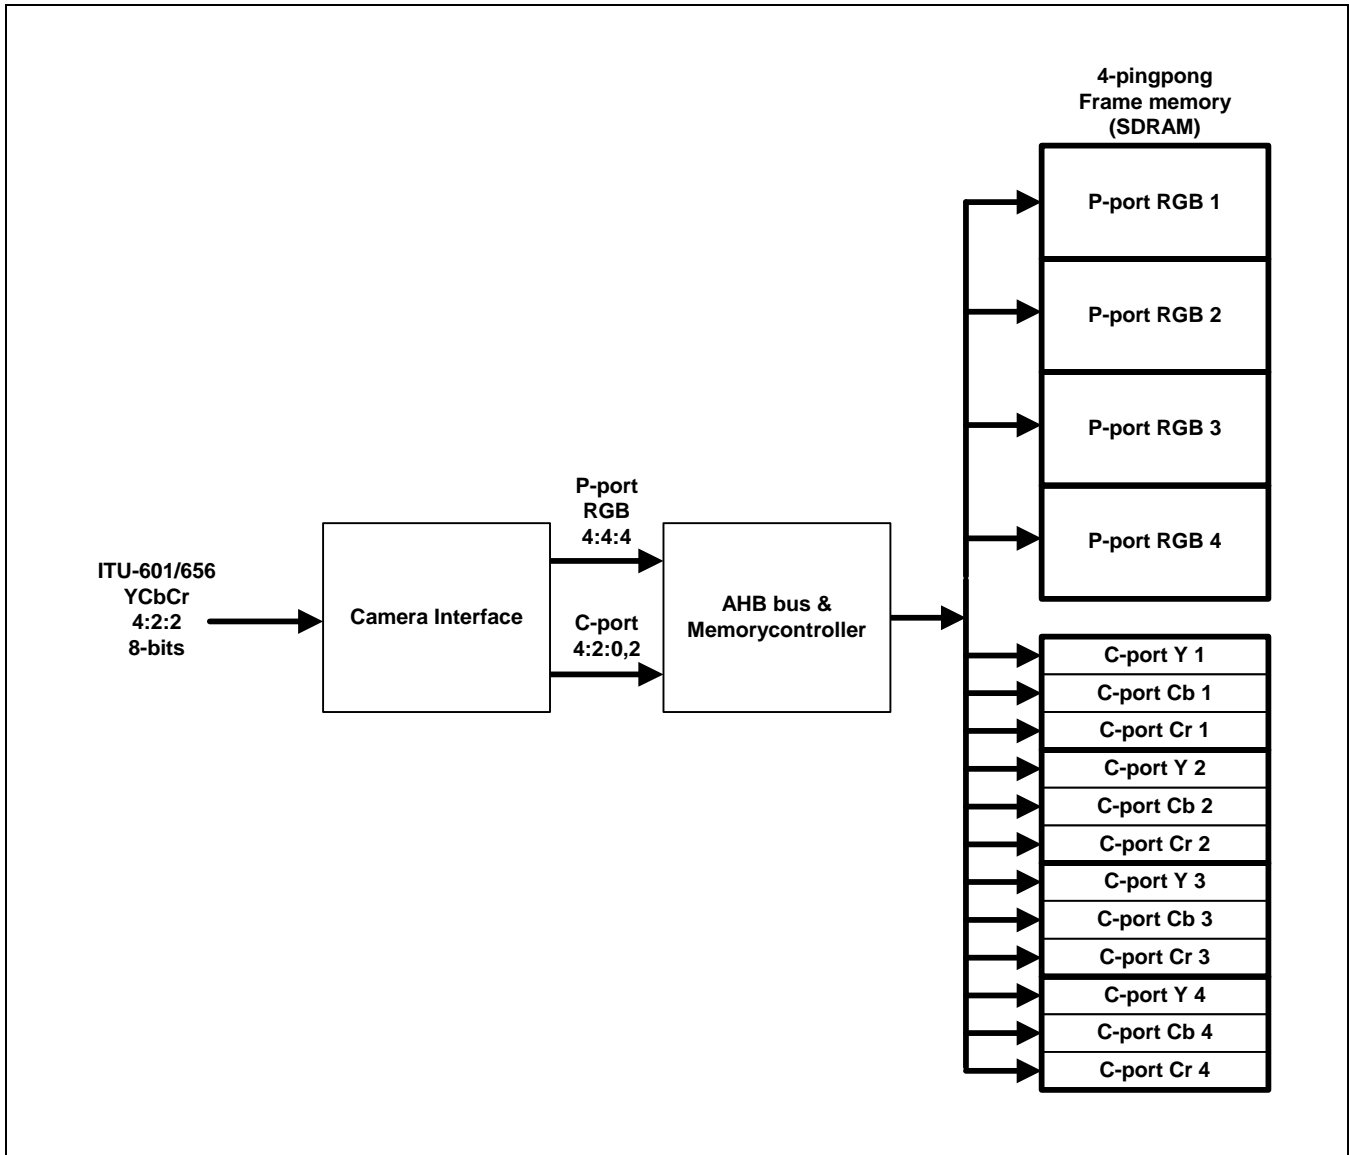 4-pingpong
Frame memory
(SDRAM)
P-port RGB 1
P-port RGB 2
P-port RGB 3
P-port RGB 4
P-port
RGB
4:4:4
ITU-601/656
YCbCr
4:2:2
8-bits
Camera Interface
C-port
4:2:0,2
AHB bus &
Memorycontroller
C-port Y 1
C-port Cb 1
C-port Cr 1
C-port Y 2
C-port Cb 2
C-port Cr 2
C-port Y 3
C-port Cb 3
C-port Cr 3
C-port Y 4
C-port Cb 4
C-port Cr 4